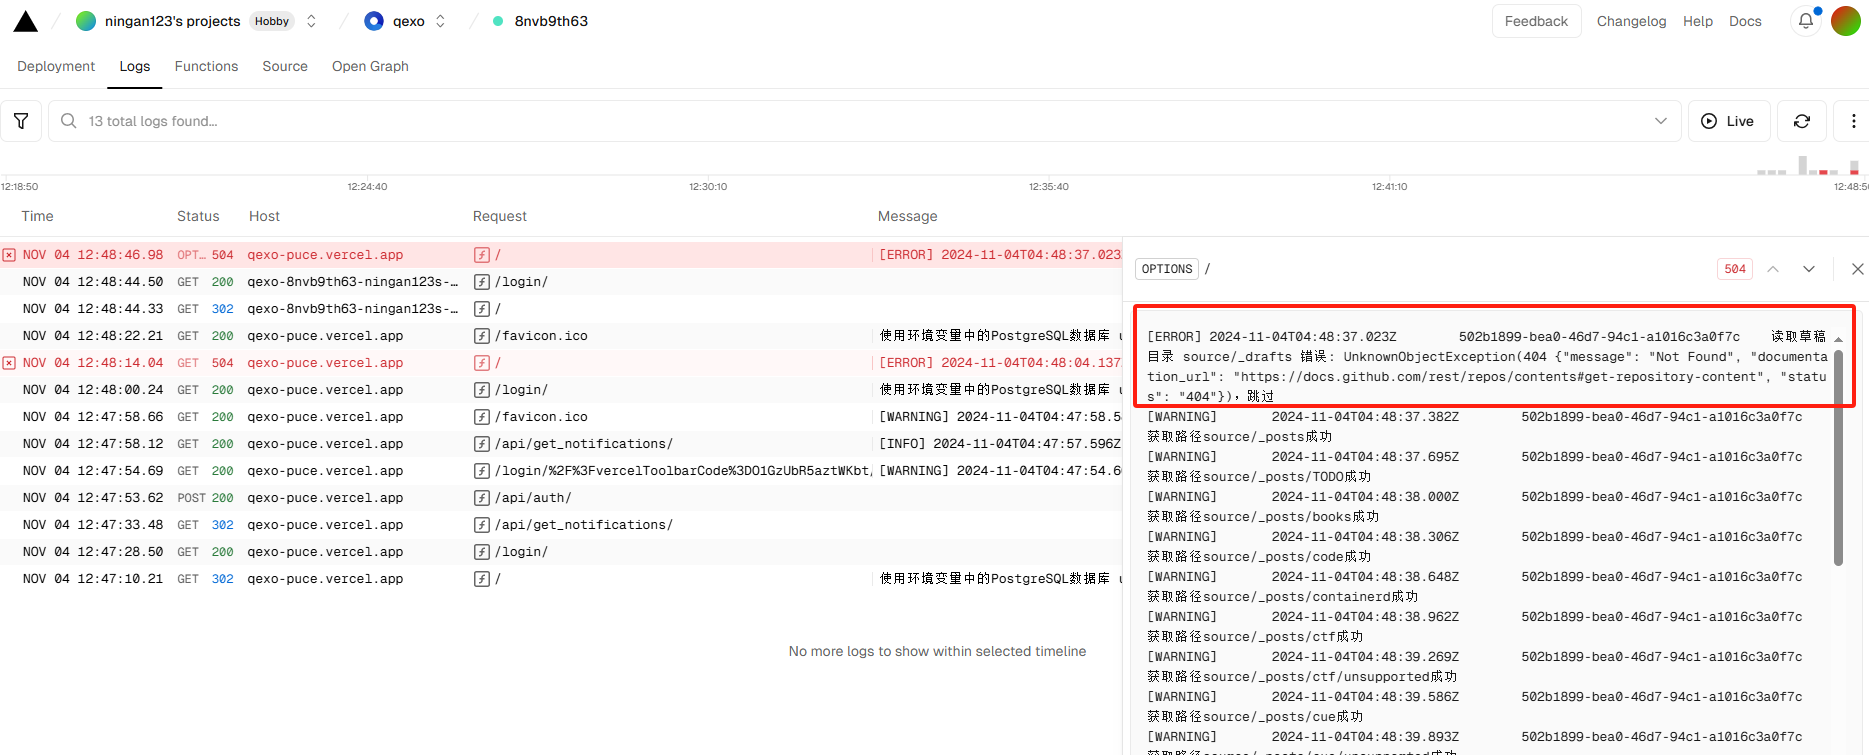 ningan123's projects Hobby qexo 8nvb9th63 Feedback Changelog Help Docs
Deployment Logs Functions Source Open Graph
13 total logs found... Live
12:18:50 12:24:40 12:30:10 12:35:40 12:41:10 12:48:50
Time Status Host Request Message
NOV 04 12:48:46.98 OPT… 504 qexo-puce.vercel.app / [ERROR] 2024-11-04T04:48:37.023
NOV 04 12:48:44.50 GET 200 qexo-8nvb9th63-ningan123s-… /login/
NOV 04 12:48:44.33 GET 302 qexo-8nvb9th63-ningan123s-… /
NOV 04 12:48:22.21 GET 200 qexo-puce.vercel.app /favicon.ico 使用环境变量中的PostgreSQL数据库
NOV 04 12:48:14.04 GET 504 qexo-puce.vercel.app / [ERROR] 2024-11-04T04:48:04.137
NOV 04 12:48:00.24 GET 200 qexo-puce.vercel.app /login/ 使用环境变量中的PostgreSQL数据库
NOV 04 12:47:58.66 GET 200 qexo-puce.vercel.app /favicon.ico [WARNING] 2024-11-04T04:47:58.5
NOV 04 12:47:58.12 GET 200 qexo-puce.vercel.app /api/get_notifications/ [INFO] 2024-11-04T04:47:57.596Z
NOV 04 12:47:54.69 GET 200 qexo-puce.vercel.app /login/%2F%3FvercelToolbarCode%3DO1GzUbR5aztWKbt/ [WARNING] 2024-11-04T04:47:54.6
NOV 04 12:47:53.62 POST 200 qexo-puce.vercel.app /api/auth/
NOV 04 12:47:33.48 GET 302 qexo-puce.vercel.app /api/get_notifications/
NOV 04 12:47:28.50 GET 200 qexo-puce.vercel.app /login/
NOV 04 12:47:10.21 GET 302 qexo-puce.vercel.app / 使用环境变量中的PostgreSQL数据库
No more logs to show within selected timeline
OPTIONS / 504
[ERROR] 2024-11-04T04:48:37.023Z 502b1899-bea0-46d7-94c1-a1016c3a0f7c 读取草稿
目录 source/_drafts 错误: UnknownObjectException(404 {"message": "Not Found", "documenta
tion_url": "https://docs.github.com/rest/repos/contents#get-repository-content", "statu
s": "404"}), 跳过
[WARNING] 2024-11-04T04:48:37.382Z 502b1899-bea0-46d7-94c1-a1016c3a0f7c
获取路径source/_posts成功
[WARNING] 2024-11-04T04:48:37.695Z 502b1899-bea0-46d7-94c1-a1016c3a0f7c
获取路径source/_posts/TODO成功
[WARNING] 2024-11-04T04:48:38.000Z 502b1899-bea0-46d7-94c1-a1016c3a0f7c
获取路径source/_posts/books成功
[WARNING] 2024-11-04T04:48:38.306Z 502b1899-bea0-46d7-94c1-a1016c3a0f7c
获取路径source/_posts/code成功
[WARNING] 2024-11-04T04:48:38.648Z 502b1899-bea0-46d7-94c1-a1016c3a0f7c
获取路径source/_posts/containerd成功
[WARNING] 2024-11-04T04:48:38.962Z 502b1899-bea0-46d7-94c1-a1016c3a0f7c
获取路径source/_posts/ctf成功
[WARNING] 2024-11-04T04:48:39.269Z 502b1899-bea0-46d7-94c1-a1016c3a0f7c
获取路径source/_posts/ctf/unsupported成功
[WARNING] 2024-11-04T04:48:39.586Z 502b1899-bea0-46d7-94c1-a1016c3a0f7c
获取路径source/_posts/cue成功
[WARNING] 2024-11-04T04:48:39.893Z 502b1899-bea0-46d7-94c1-a1016c3a0f7c